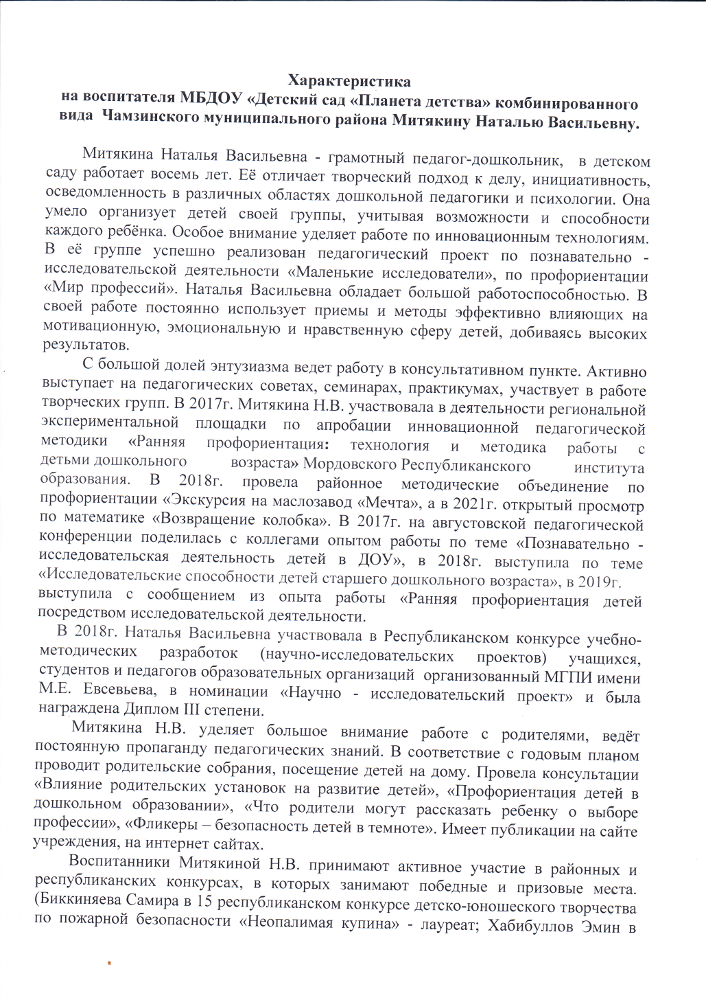 Характеристика
на воспитателя МБДОУ «Детский сад «Планета детства» комбинированного
вида Чамзинского муниципального района Митякину Наталью Васильевну.
Митякина Наталья Васильевна - грамотный педагог-дошкольник, в детском
саду работает восемь лет. Её отличает творческий подход к делу, инициативность,
осведомленность в различных областях дошкольной педагогики и психологии. Она
умело организует детей своей группы, учитывая возможности и способности
каждого ребёнка. Особое внимание уделяет работе по инновационным технологиям.
В её группе успешно реализован педагогический проект по познавательно -
исследовательской деятельности «Маленькие исследователи», по профориентации
«Мир профессий». Наталья Васильевна обладает большой работоспособностью. В
своей работе постоянно использует приемы и методы эффективно влияющих на
мотивационную, эмоциональную и нравственную сферу детей, добиваясь высоких
результатов.
С большой долей энтузиазма ведет работу в консультативном пункте. Активно
выступает на педагогических советах, семинарах, практикумах, участвует в работе
творческих групп. В 2017г. Митякина Н.В. участвовала в деятельности региональной
экспериментальной площадки по апробации инновационной педагогической
методики «Ранняя профориентация: технология и методика работы с
детьми дошкольного возраста» Мордовского Республиканского института
образования. В 2018г. провела районное методические объединение по
профориентации «Экскурсия на маслозавод «Мечта», а в 2021г. открытый просмотр
по математике «Возвращение колобка». В 2017г. на августовской педагогической
конференции поделилась с коллегами опытом работы по теме «Познавательно -
исследовательская деятельность детей в ДОУ», в 2018г. выступила по теме
«Исследовательские способности детей старшего дошкольного возраста», в 2019г.
выступила с сообщением из опыта работы «Ранняя профориентация детей
посредством исследовательской деятельности.
В 2018г. Наталья Васильевна участвовала в Республиканском конкурсе учебно-
методических разработок (научно-исследовательских проектов) учащихся,
студентов и педагогов образовательных организаций организованный МГПИ имени
М.Е. Евсевьева, в номинации «Научно - исследовательский проект» и была
награждена Диплом III степени.
Митякина Н.В. уделяет большое внимание работе с родителями, ведёт
постоянную пропаганду педагогических знаний. В соответствие с годовым планом
проводит родительские собрания, посещение детей на дому. Провела консультации
«Влияние родительских установок на развитие детей», «Профориентация детей в
дошкольном образовании», «Что родители могут рассказать ребенку о выборе
профессии», «Фликеры – безопасность детей в темноте». Имеет публикации на сайте
учреждения, на интернет сайтах.
Воспитанники Митякиной Н.В. принимают активное участие в районных и
республиканских конкурсах, в которых занимают победные и призовые места.
(Биккиняева Самира в 15 республиканском конкурсе детско-юношеского творчества
по пожарной безопасности «Неопалимая купина» - лауреат; Хабибуллов Эмин в